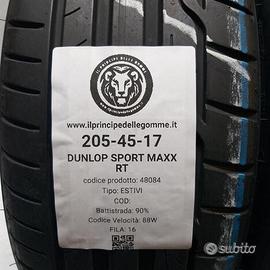 IL PRINCIPE DELLE GOMME
www.ilprincipedellegomme.it
205-45-17
DUNLOP SPORT MAXX
RT
codice prodotto: 48084
Tipo: ESTIVI
COD:
Battistrada: 90%
Codice Velocità: 88W
FILA: 16
subito